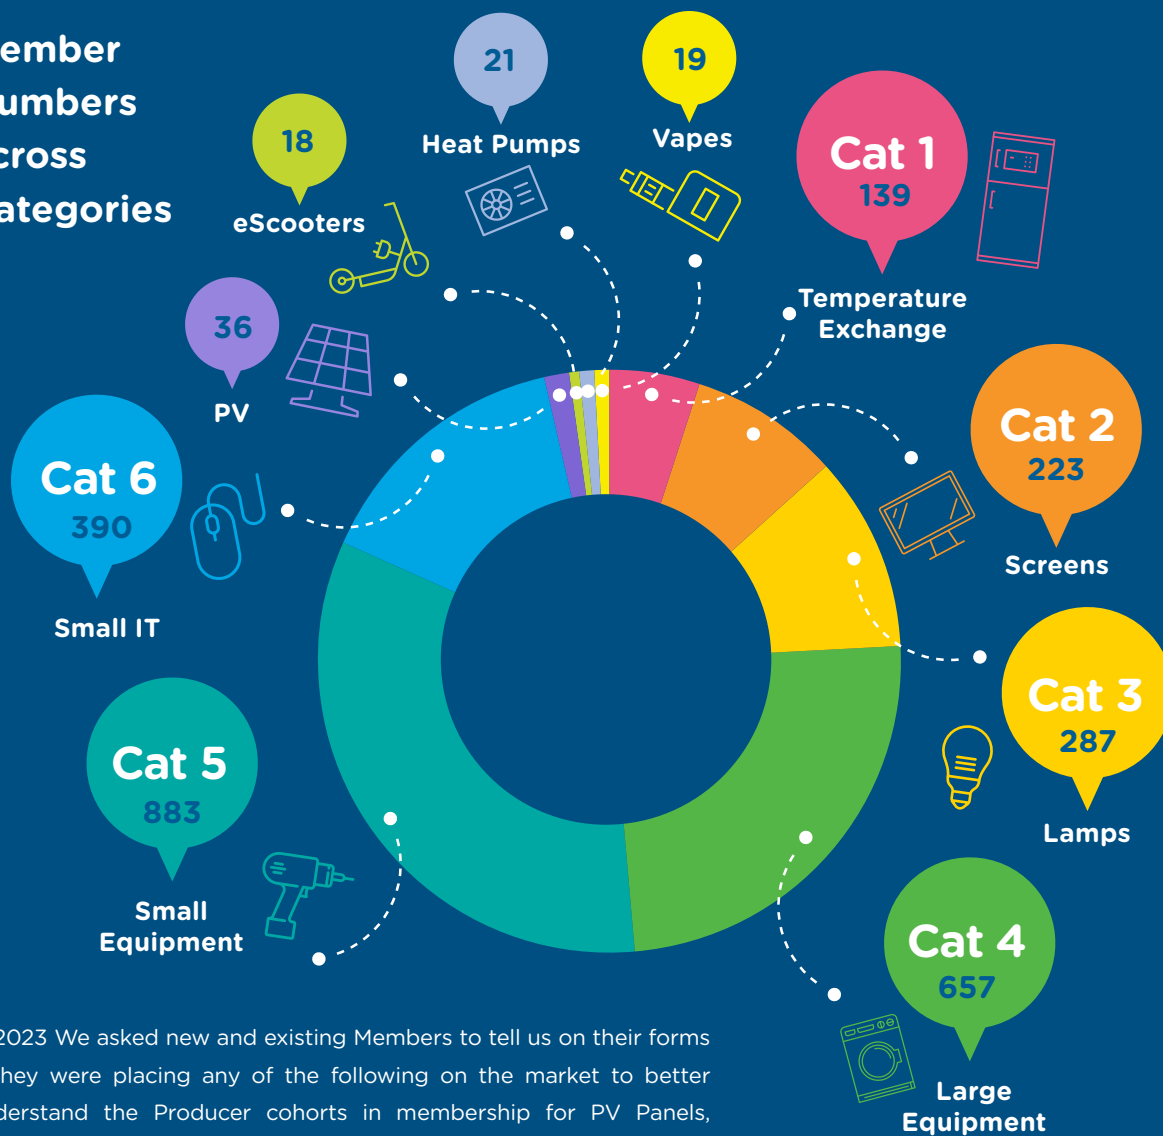 ember
umbers
cross
ategories
21
Heat Pumps
19
Vapes
18
eScooters
Cat 1
139
Temperature
Exchange
36
PV
Cat 2
223
Screens
Cat 6
390
Small IT
Cat 3
287
Lamps
Cat 5
883
Small
Equipment
Cat 4
657
Large
Equipment
2023 We asked new and existing Members to tell us on their forms
hey were placing any of the following on the market to better
derstand the Producer cohorts in membership for PV Panels,